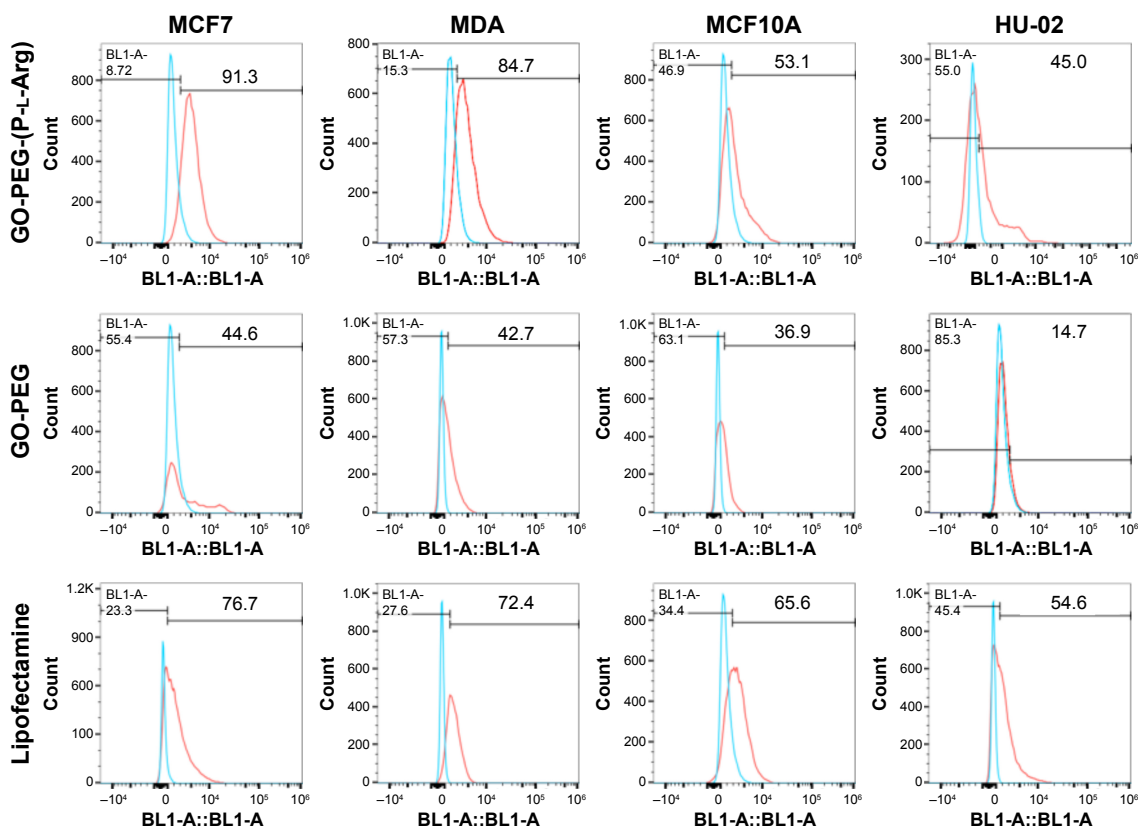 MCF7 MDA MCF10A HU-02
GO-PEG-(P-L-Arg)
Count
800
600
400
200
0
BL1-A-
8.72
91.3
–10⁴ 0 10⁴ 10⁵ 10⁶
BL1-A::BL1-A
Count
800
600
400
200
0
BL1-A-
15.3
84.7
–10⁴ 0 10⁴ 10⁵ 10⁶
BL1-A::BL1-A
Count
800
600
400
200
0
BL1-A-
46.9
53.1
–10⁴ 0 10⁴ 10⁵ 10⁶
BL1-A::BL1-A
Count
300
200
100
0
BL1-A-
55.0
45.0
–10⁴ 0 10⁴ 10⁵ 10⁶
BL1-A::BL1-A
GO-PEG
Count
800
600
400
200
0
BL1-A-
55.4
44.6
–10⁴ 0 10⁴ 10⁵ 10⁶
BL1-A::BL1-A
Count
1.0K
800
600
400
200
0
BL1-A-
57.3
42.7
–10⁴ 0 10⁴ 10⁵ 10⁶
BL1-A::BL1-A
Count
1.0K
800
600
400
200
0
BL1-A-
63.1
36.9
–10⁴ 0 10⁴ 10⁵ 10⁶
BL1-A::BL1-A
Count
800
600
400
200
0
BL1-A-
85.3
14.7
–10⁴ 0 10⁴ 10⁵ 10⁶
BL1-A::BL1-A
Lipofectamine
Count
1.2K
900
600
100
0
BL1-A-
23.3
76.7
–10⁴ 0 10⁴ 10⁵ 10⁶
BL1-A::BL1-A
Count
1.0K
800
600
400
200
0
BL1-A-
27.6
72.4
–10⁴ 0 10⁴ 10⁵ 10⁶
BL1-A::BL1-A
Count
800
600
400
200
0
BL1-A-
34.4
65.6
–10⁴ 0 10⁴ 10⁵ 10⁶
BL1-A::BL1-A
Count
1.0K
800
600
400
200
0
BL1-A-
45.4
54.6
–10⁴ 0 10⁴ 10⁵ 10⁶
BL1-A::BL1-A